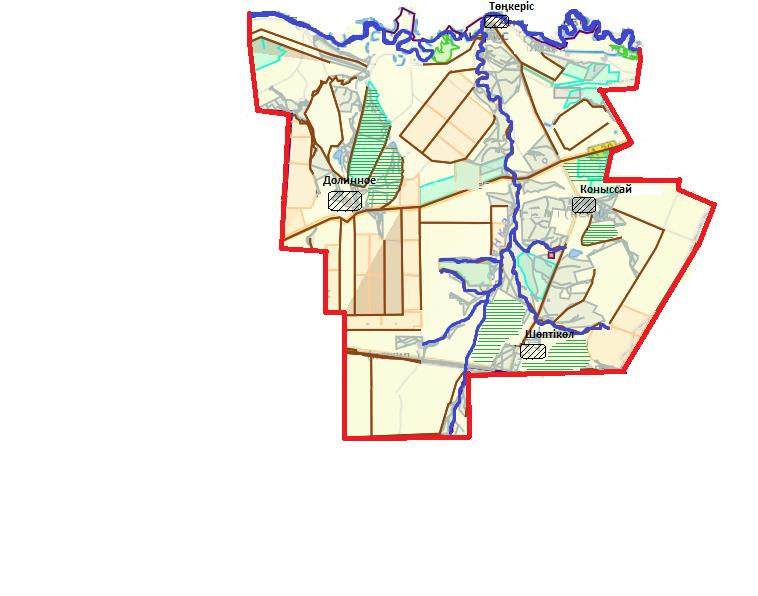 Төңкеріс
Долинное
Коныссай
Шөптікөл